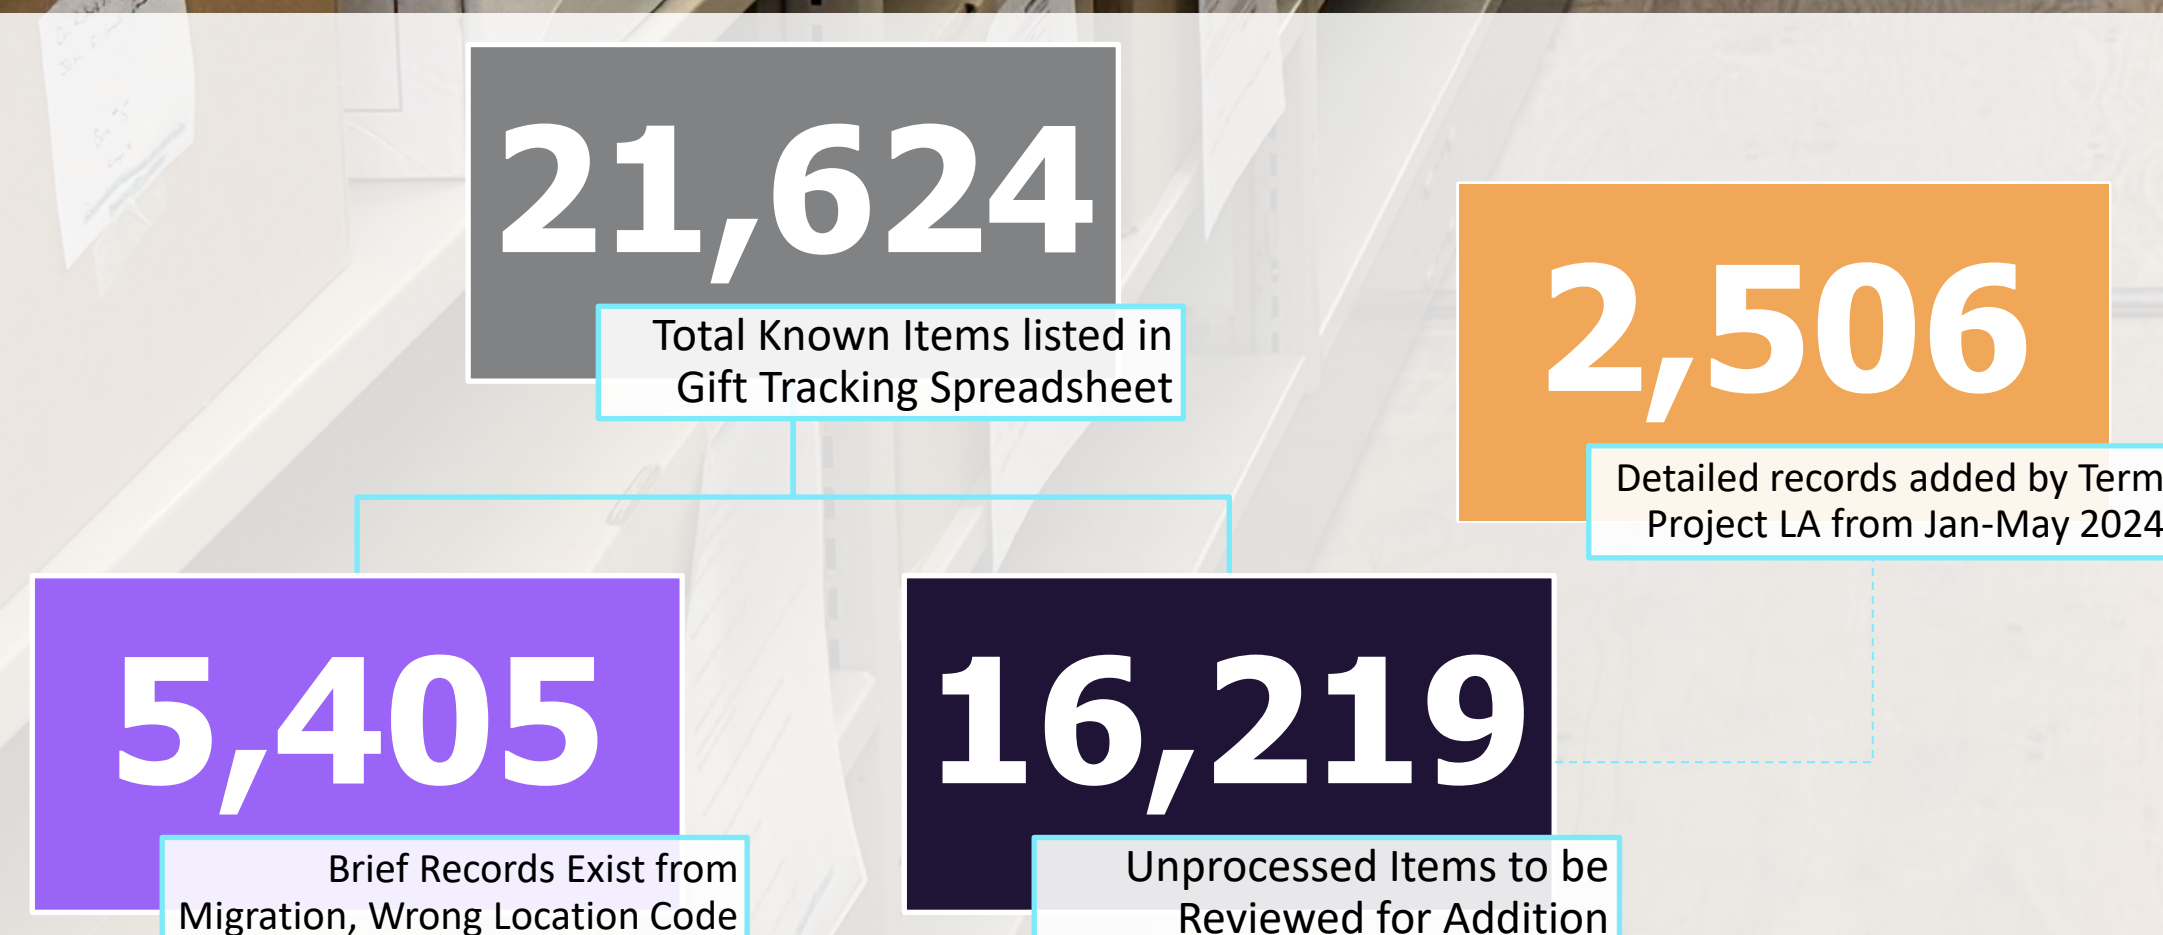 21,624
Total Known Items listed in
Gift Tracking Spreadsheet
2,506
Detailed records added by Term
Project LA from Jan-May 2024
5,405
Brief Records Exist from
Migration, Wrong Location Code
16,219
Unprocessed Items to be
Reviewed for Addition